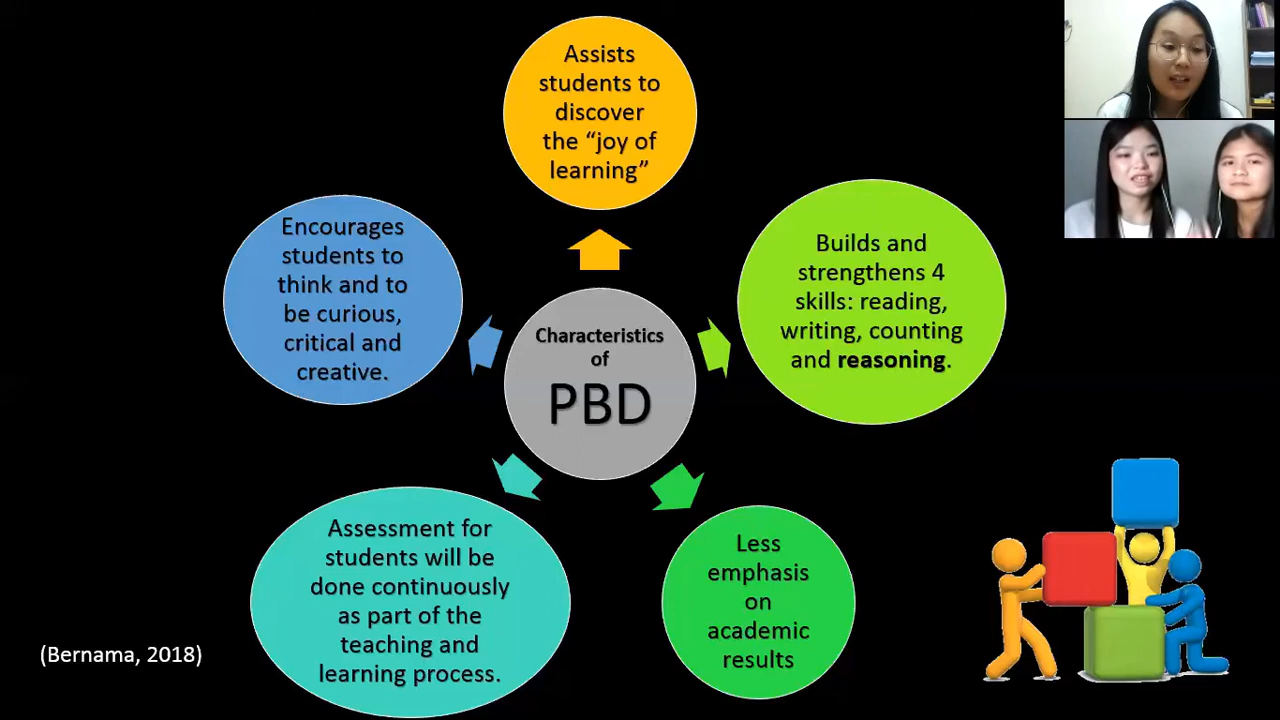 Assists
students to
discover
the “joy of
learning”
Encourages
students to
think and to
be curious,
critical and
creative.
Builds and
strengthens 4
skills: reading,
writing, counting
and reasoning.
Characteristics
of
PBD
Assessment for
students will be
done continuously
as part of the
teaching and
learning process.
Less
emphasis
on
academic
results
(Bernama, 2018)